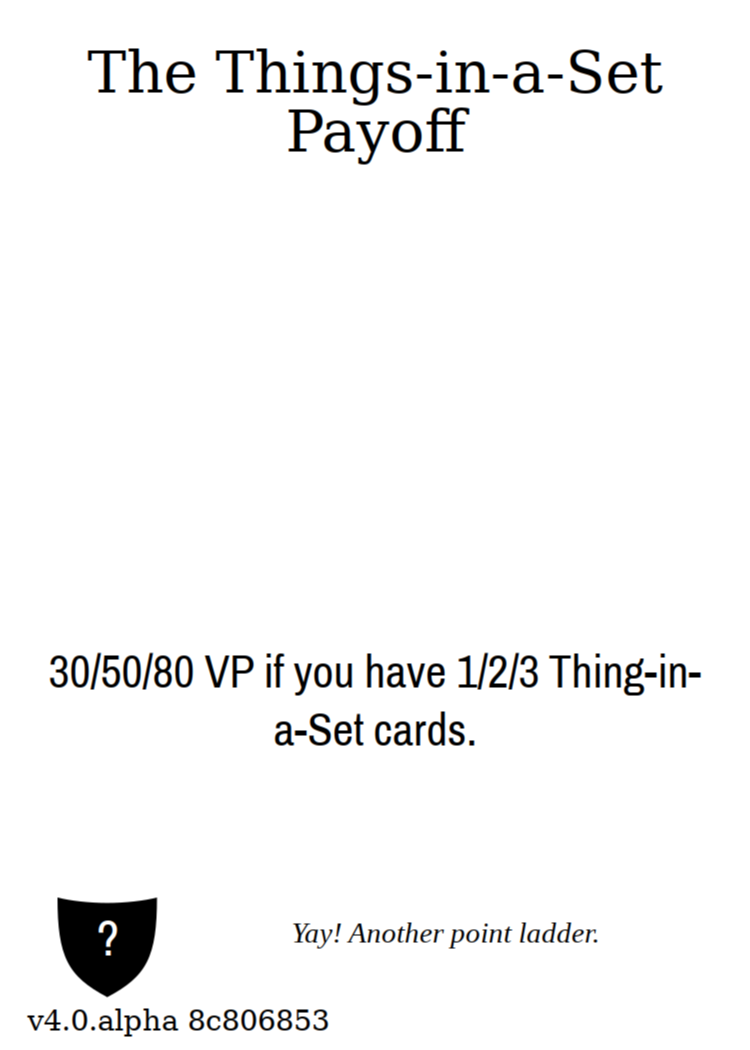 The Things-in-a-Set
Payoff
30/50/80 VP if you have 1/2/3 Thing-in-
a-Set cards.
?
Yay! Another point ladder.
v4.0.alpha 8c806853